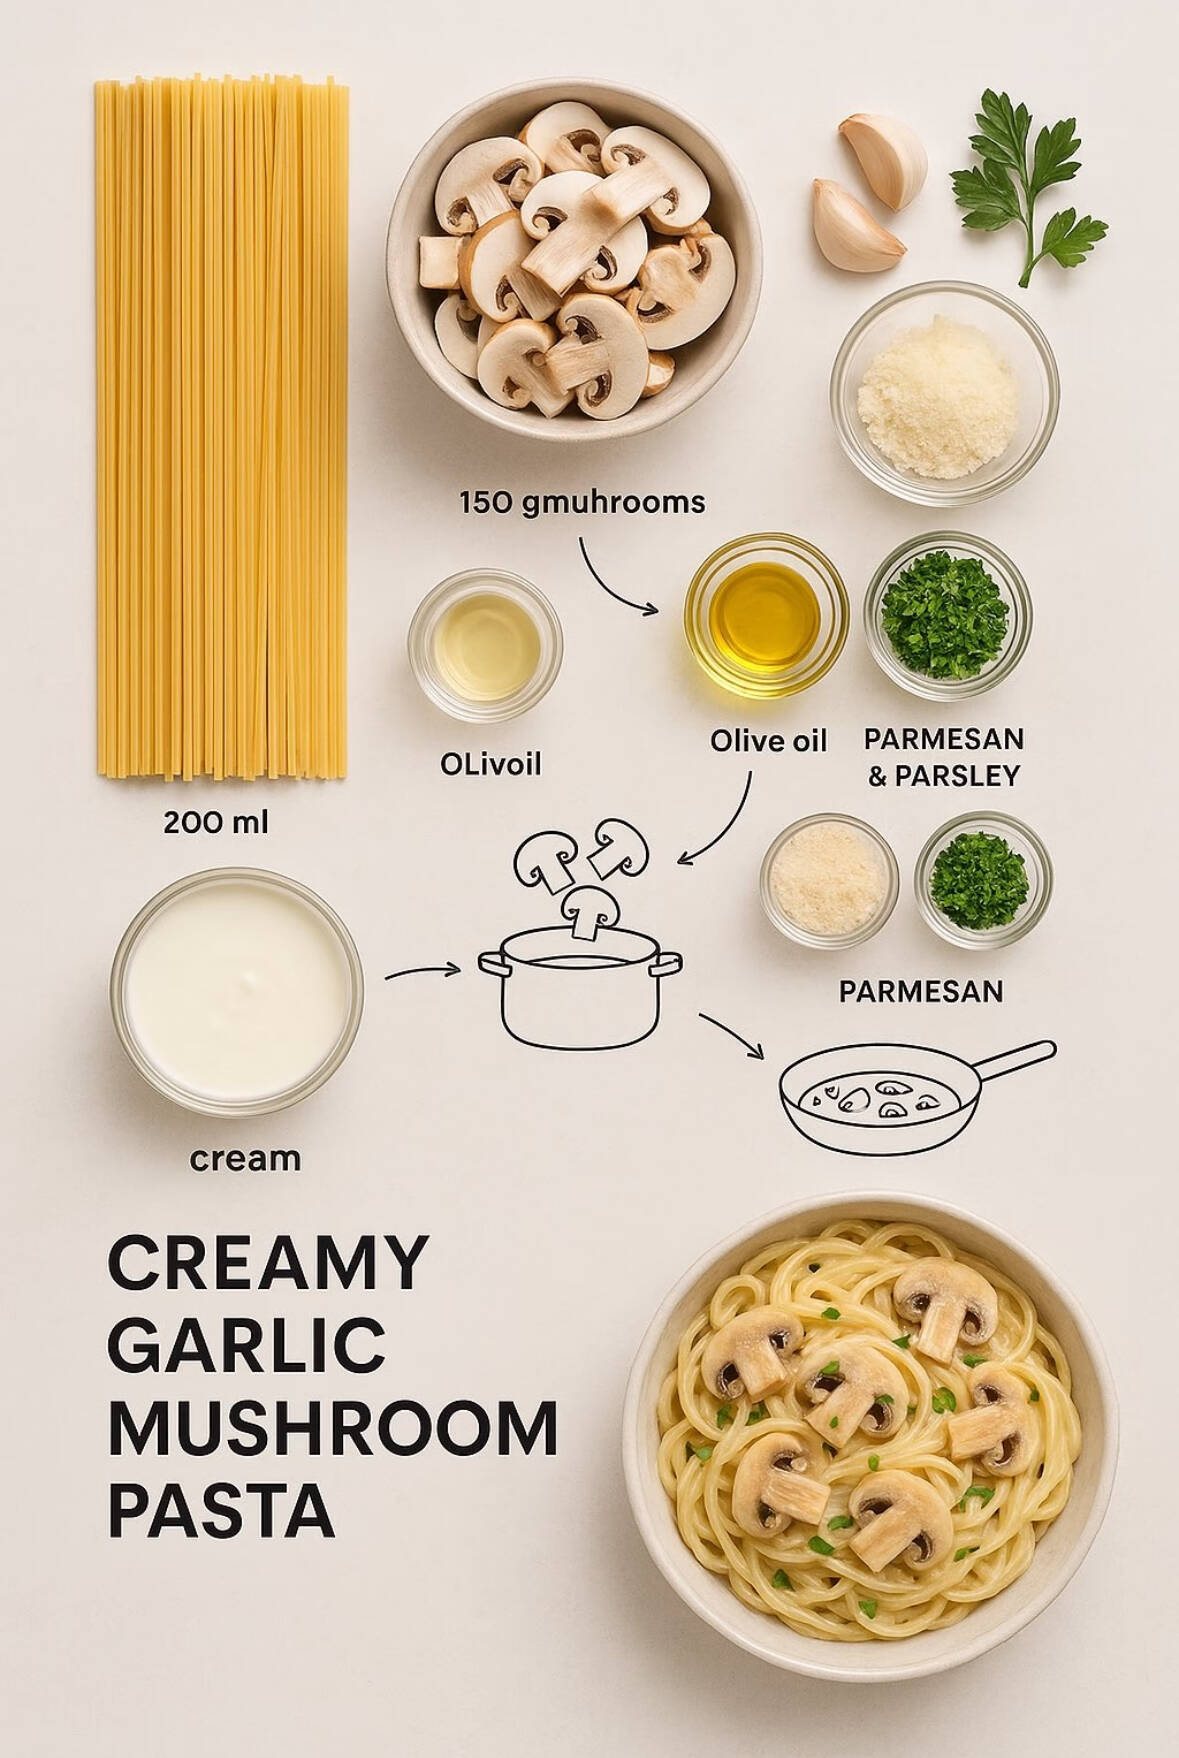 150 gmuhrooms
OLivoil
Olive oil
PARMESAN
& PARSLEY
200 ml
PARMESAN
cream
CREAMY
GARLIC
MUSHROOM
PASTA